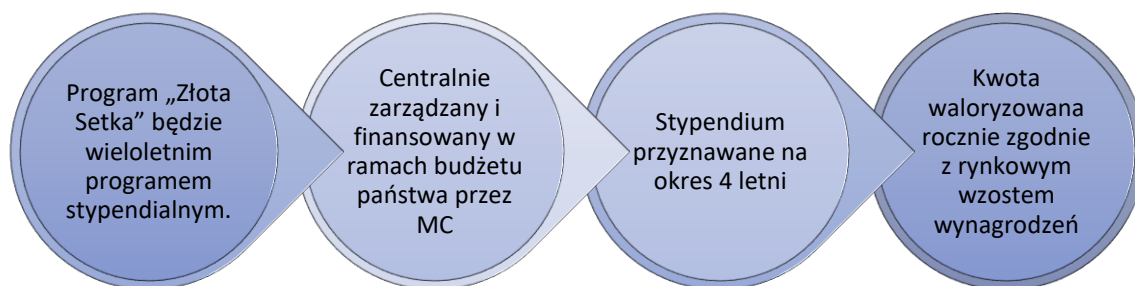 Program „Złota
Setka” będzie
wieloletnim
programem
stypendialnym.
Centralnie
zarządzany i
finansowany w
ramach budżetu
państwa przez
MC
Stypendium
przyznawane na
okres 4 letni
Kwota
waloryzowana
rocznie zgodnie
z rynkowym
wzostem
wynagrodzeń